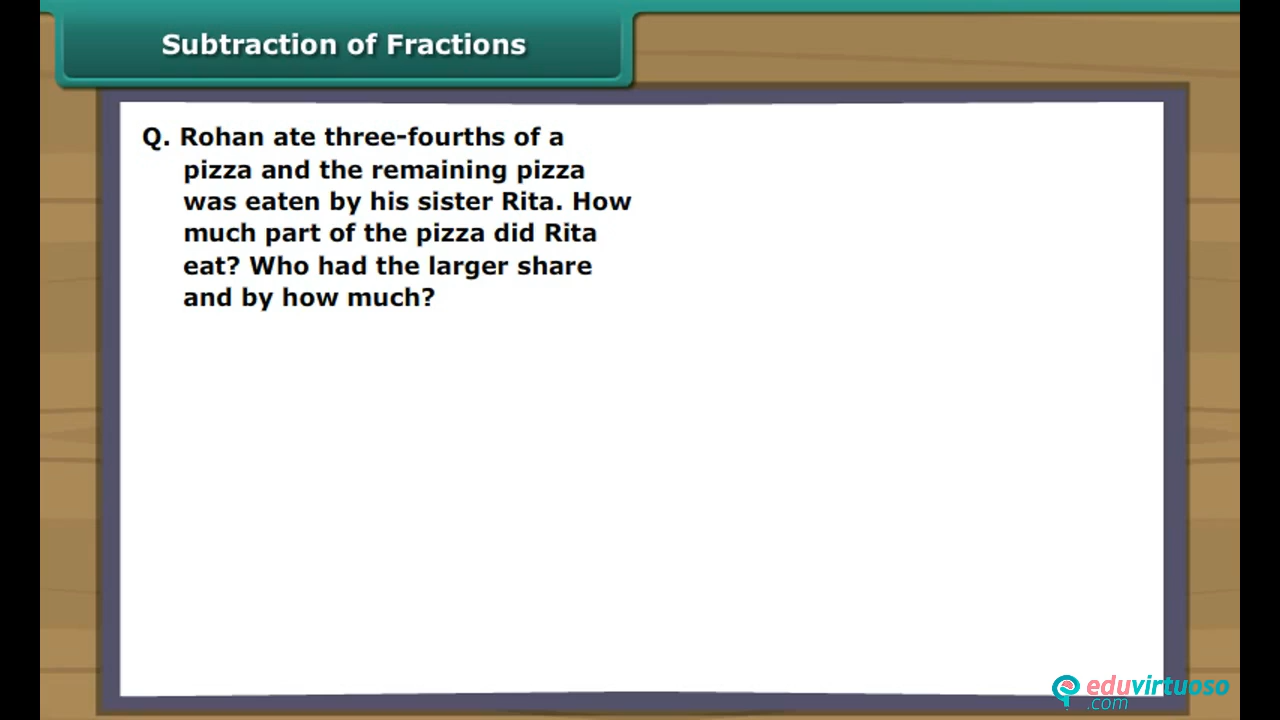 Subtraction of Fractions
Q. Rohan ate three-fourths of a
pizza and the remaining pizza
was eaten by his sister Rita. How
much part of the pizza did Rita
eat? Who had the larger share
and by how much?
eduvirtuoso
.com